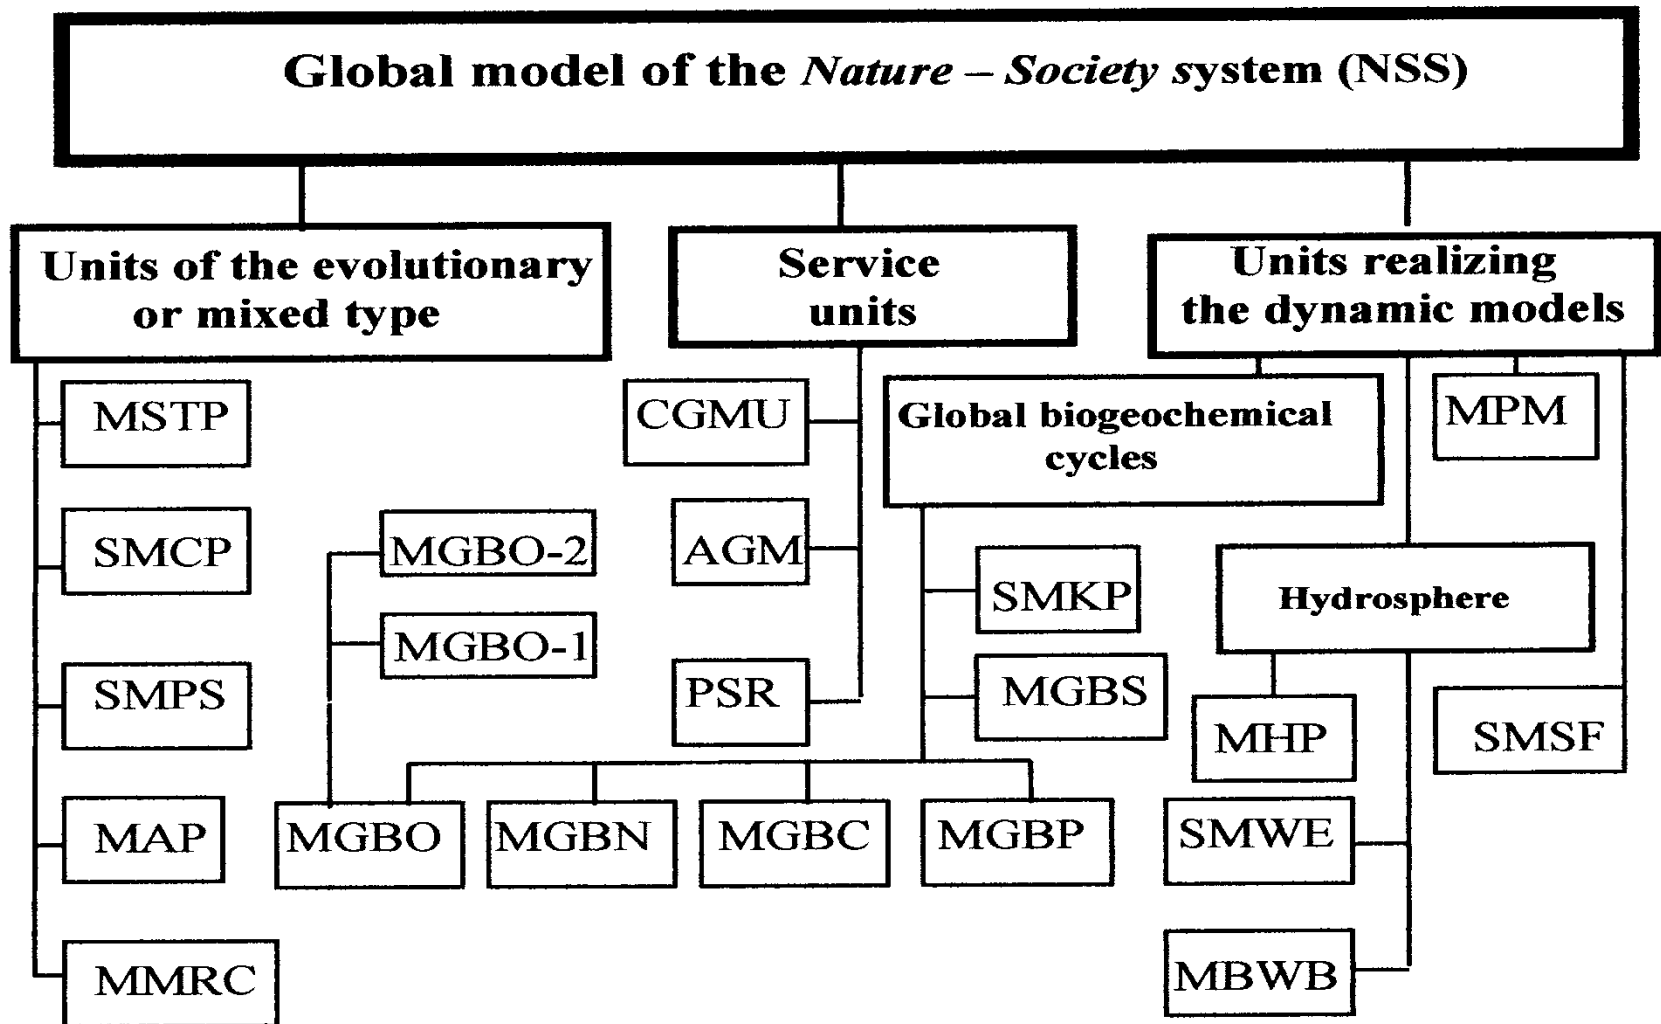 Global model of the Nature – Society system (NSS)
Units of the evolutionary
or mixed type
Service
units
Units realizing
the dynamic models
MSTP
SMCP
SMPS
MAP
MMRC
MGBO-2
MGBO-1
CGMU
AGM
PSR
Global biogeochemical
cycles
SMKP
MGBS
MGBO
MGBN
MGBC
MGBP
MPM
Hydrosphere
MHP
SMSF
SMWE
MBWB